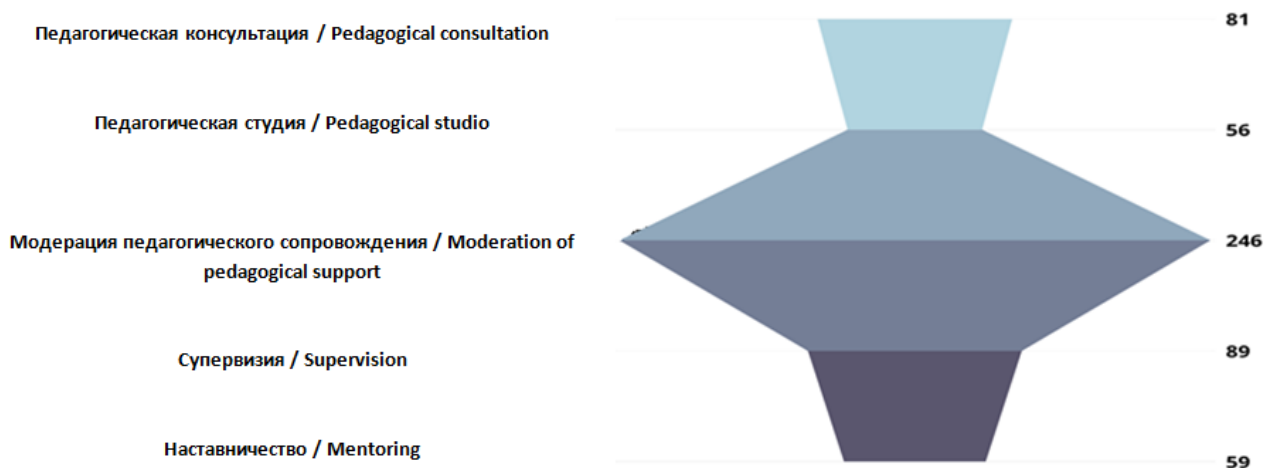 Педагогическая консультация / Pedagogical consultation
81
Педагогическая студия / Pedagogical studio
56
Модерация педагогического сопровождения / Moderation of
pedagogical support
246
Супервизия / Supervision
89
Наставничество / Mentoring
59